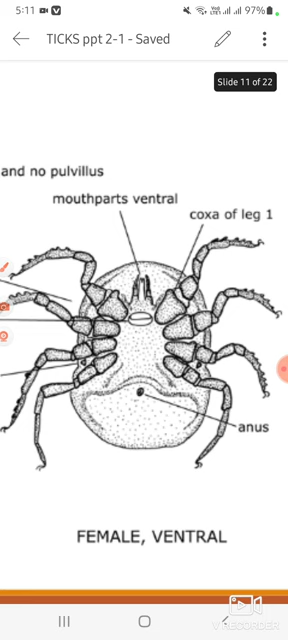 5:11 97%
TICKS ppt 2-1 - Saved
Slide 11 of 22
and no pulvillus
mouthparts ventral
coxa of leg 1
anus
FEMALE, VENTRAL
V RECORDER